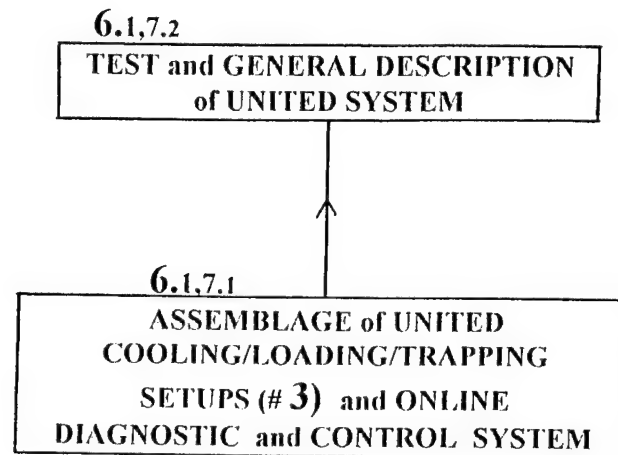 6.1,7.2
TEST and GENERAL DESCRIPTION
of UNITED SYSTEM
6.1,7.1
ASSEMBLAGE of UNITED
COOLING/LOADING/TRAPPING
SETUPS (# 3) and ONLINE
DIAGNOSTIC and CONTROL SYSTEM